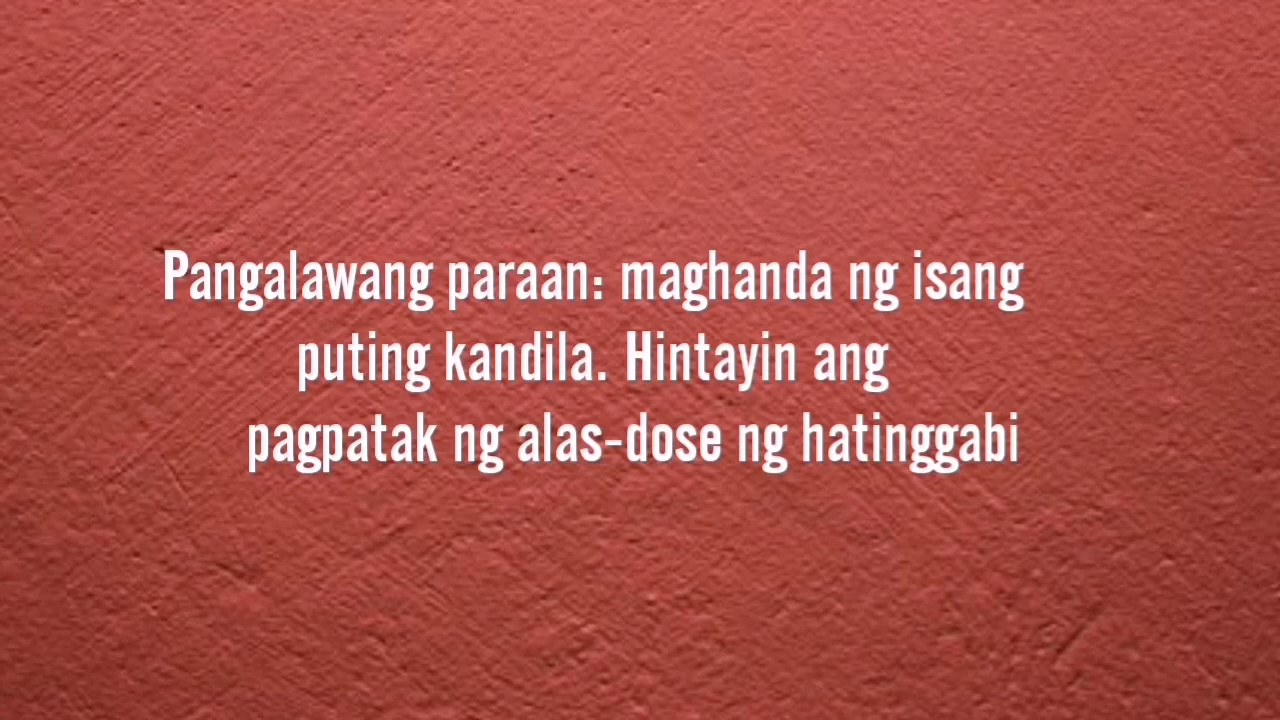 Pangalawang paraan: maghanda ng isang
puting kandila. Hintayin ang
pagpatak ng alas-dose ng hatinggabi